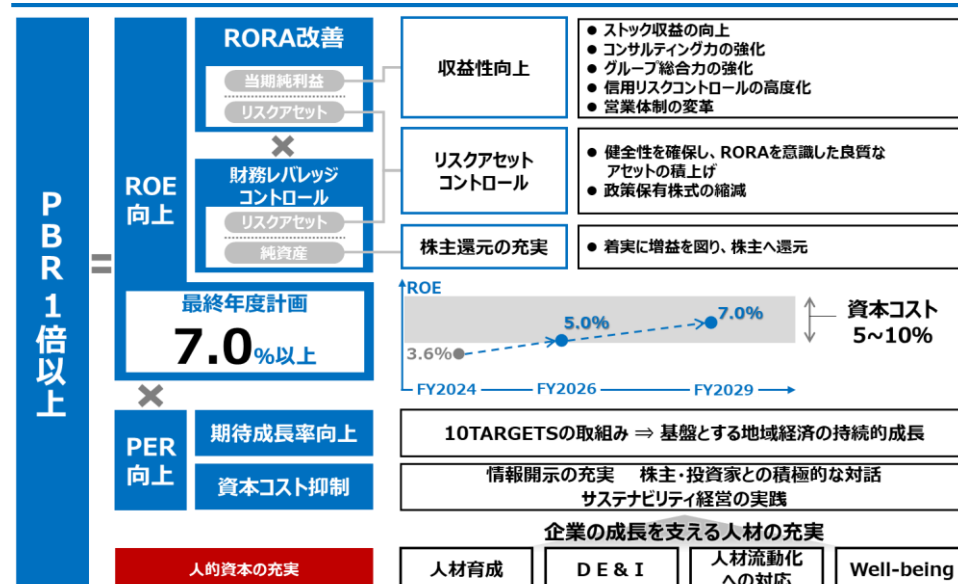 PBR1倍以上
＝
ROE
向上
RORA改善
当期純利益
リスクアセット
×
財務レバレッジ
コントロール
リスクアセット
純資産
収益性向上
● ストック収益の向上
● コンサルティング力の強化
● グループ総合力の強化
● 信用リスクコントロールの高度化
● 営業体制の変革
リスクアセット
コントロール
● 健全性を確保し、RORAを意識した良質な
アセットの積上げ
● 政策保有株式の縮減
株主還元の充実
● 着実に増益を図り、株主へ還元
最終年度計画
7.0%以上
ROE
3.6%
5.0%
7.0%
FY2024
FY2026
FY2029
資本コスト
5~10%
×
PER
向上
期待成長率向上
10TARGETSの取組み ⇒ 基盤とする地域経済の持続的成長
資本コスト抑制
情報開示の充実　株主・投資家との積極的な対話
サステナビリティ経営の実践
企業の成長を支える人材の充実
人的資本の充実
人材育成
DE&I
人材流動化
への対応
Well-being